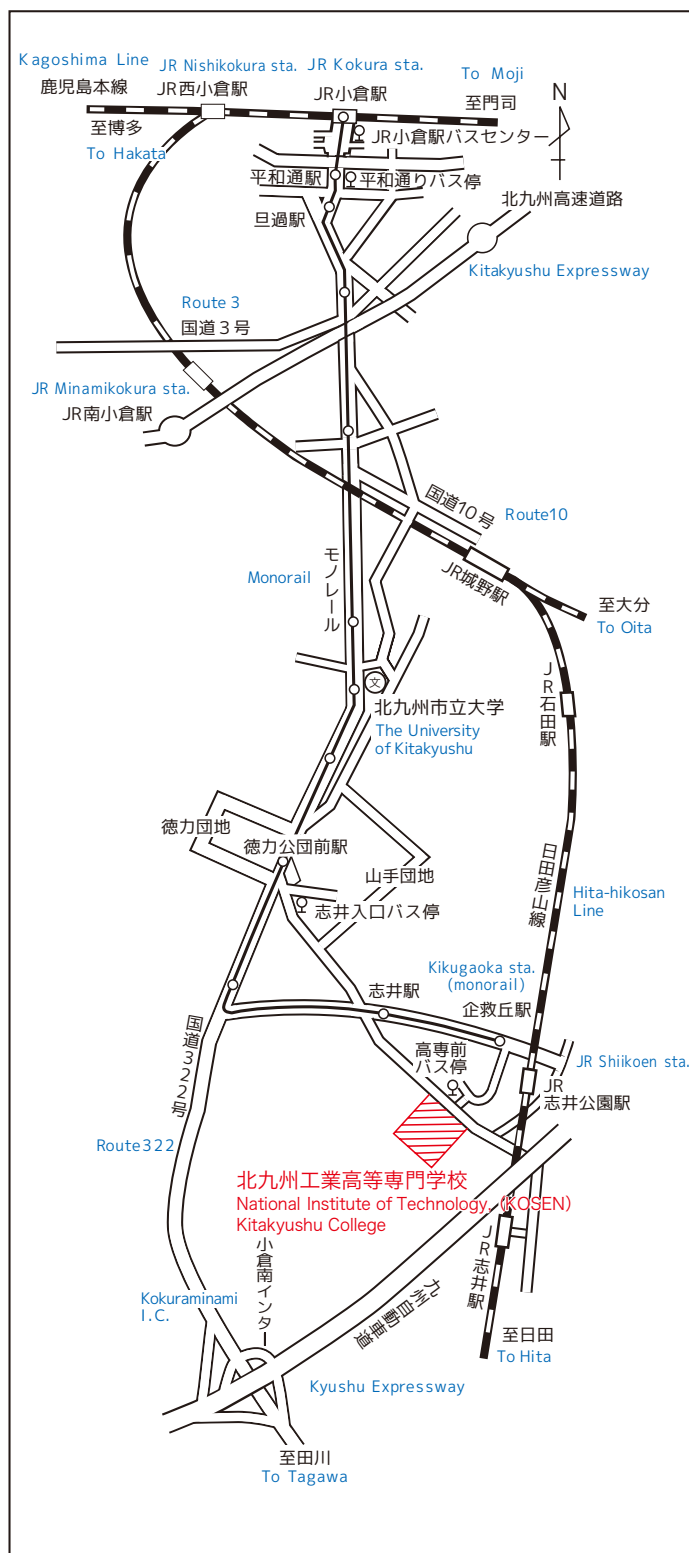 Kagoshima Line
鹿児島本線
JR Nishikokura sta.
JR西小倉駅
JR Kokura sta.
JR小倉駅
To Moji
至門司
N
至博多
To Hakata
JR小倉駅バスセンター
平和通駅
平和通りバス停
旦過駅
北九州高速道路
Kitakyushu Expressway
Route 3
国道3号
JR Minamikokura sta.
JR南小倉駅
国道10号
Route10
JR城野駅
モノレール
Monorail
至大分
To Oita
文
北九州市立大学
The University
of Kitakyushu
JR石田駅
徳力団地
徳力公団前駅
山手団地
志井入口バス停
日田彦山線
Hita-hikosan
Line
Kikugaoka sta.
(monorail)
企救丘駅
志井駅
国道322号
Route322
高専前
バス停
JR Shiikoen sta.
JR
志井公園駅
北九州工業高等専門学校
National Institute of Technology, (KOSEN)
Kitakyushu College
JR志井駅
小倉南インター
Kokuraminami
I.C.
九州自動車道
Kyushu Expressway
至日田
To Hita
至田川
To Tagawa